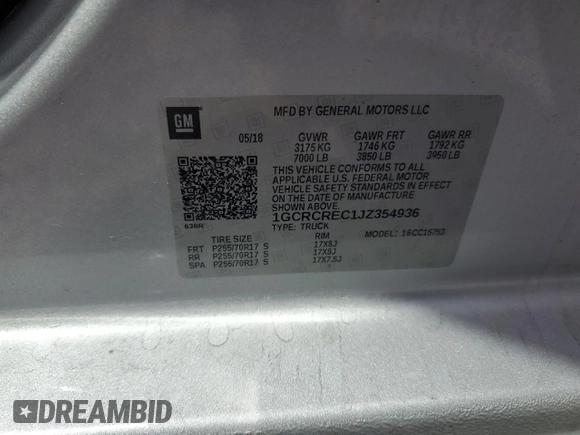 GM
MFD BY GENERAL MOTORS LLC
05/18 GVWR GAWR FRT GAWR RR
3175 KG 1746 KG 1792 KG
7000 LB 3850 LB 3950 LB
THIS VEHICLE CONFORMS TO ALL
APPLICABLE U.S. FEDERAL MOTOR
VEHICLE SAFETY STANDARDS IN EFFECT
ON THE DATE OF MANUFACTURE
SHOWN ABOVE.
1GCRCREC1JZ354936
TYPE: TRUCK MODEL:
TIRE SIZE RIM
FRT P255/70R17 S 17X8J
RR P255/70R17 S 17X8J
SPA P255/70R17 S 17X7.5J
DREAMBID